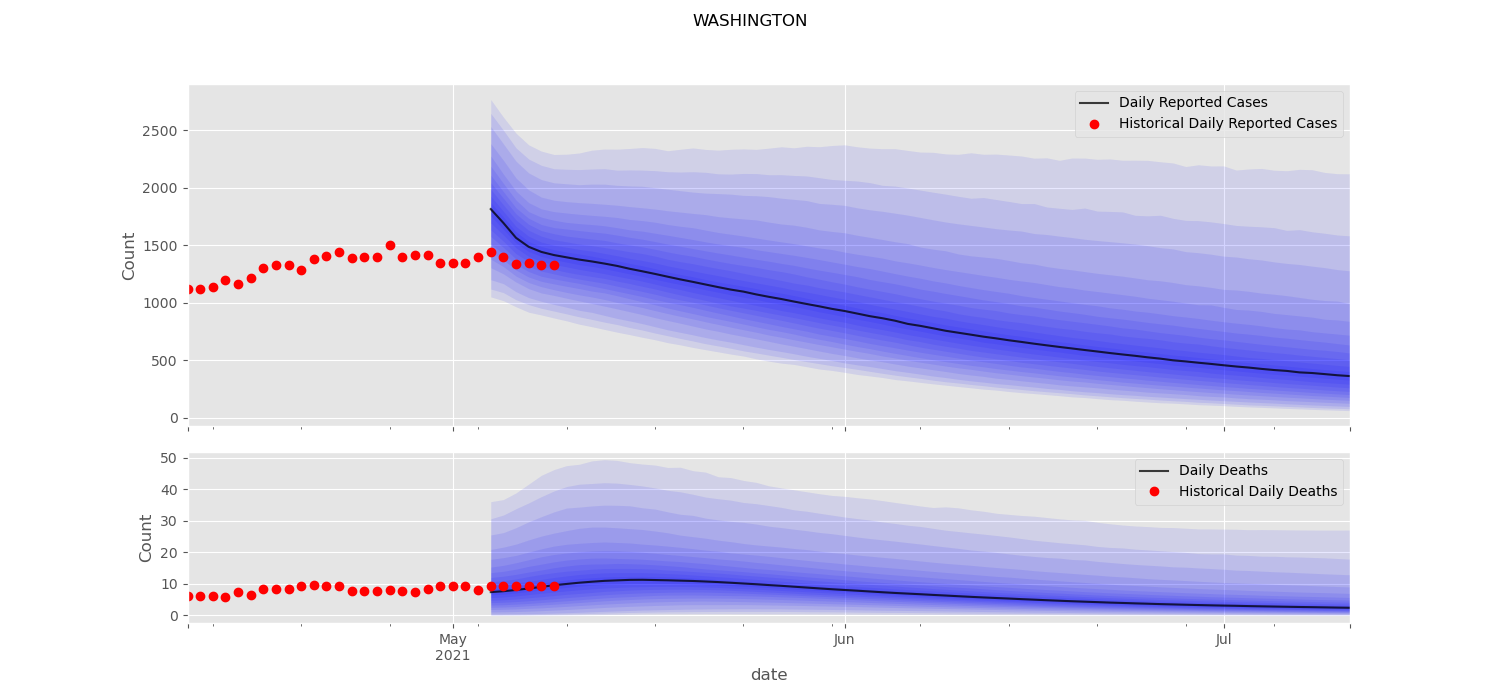 WASHINGTON
Count
2500
2000
1500
1000
500
0
Daily Reported Cases
Historical Daily Reported Cases
Count
50
40
30
20
10
0
Daily Deaths
Historical Daily Deaths
May
2021
Jun
Jul
date